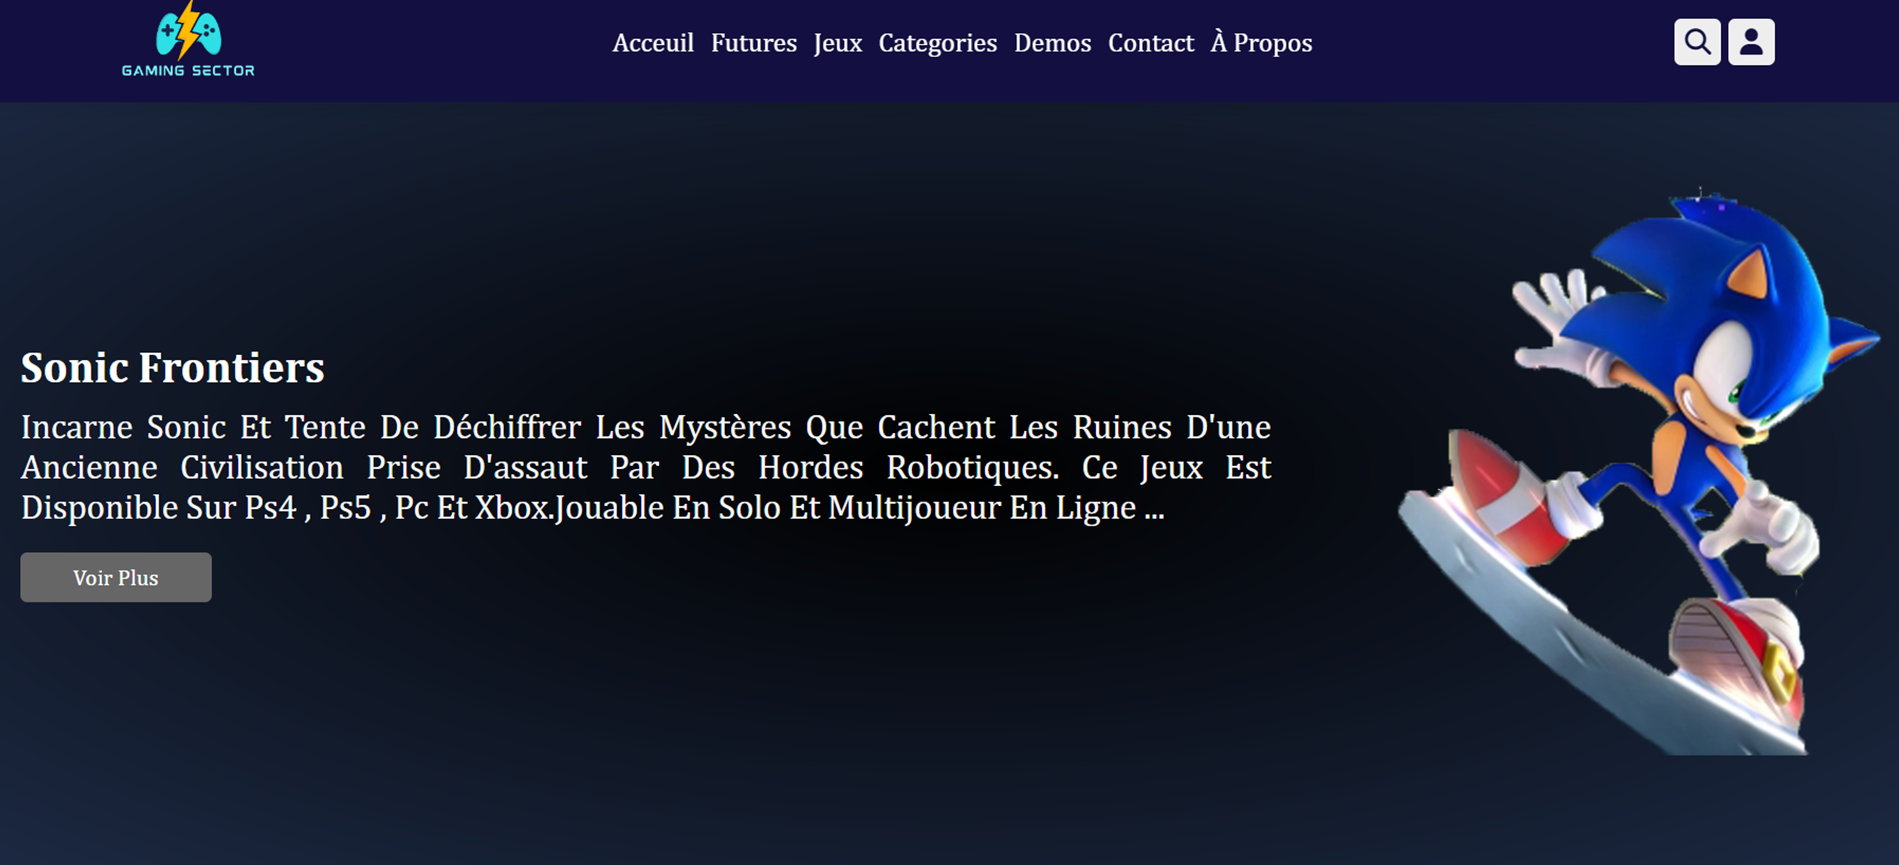 GAMING SECTOR
Acceuil Futures Jeux Categories Demos Contact À Propos
Sonic Frontiers
Incarne Sonic Et Tente De Déchiffrer Les Mystères Que Cachent Les Ruines D'une
Ancienne Civilisation Prise D'assaut Par Des Hordes Robotiques. Ce Jeux Est
Disponible Sur Ps4 , Ps5 , Pc Et Xbox.Jouable En Solo Et Multijoueur En Ligne ...
Voir Plus